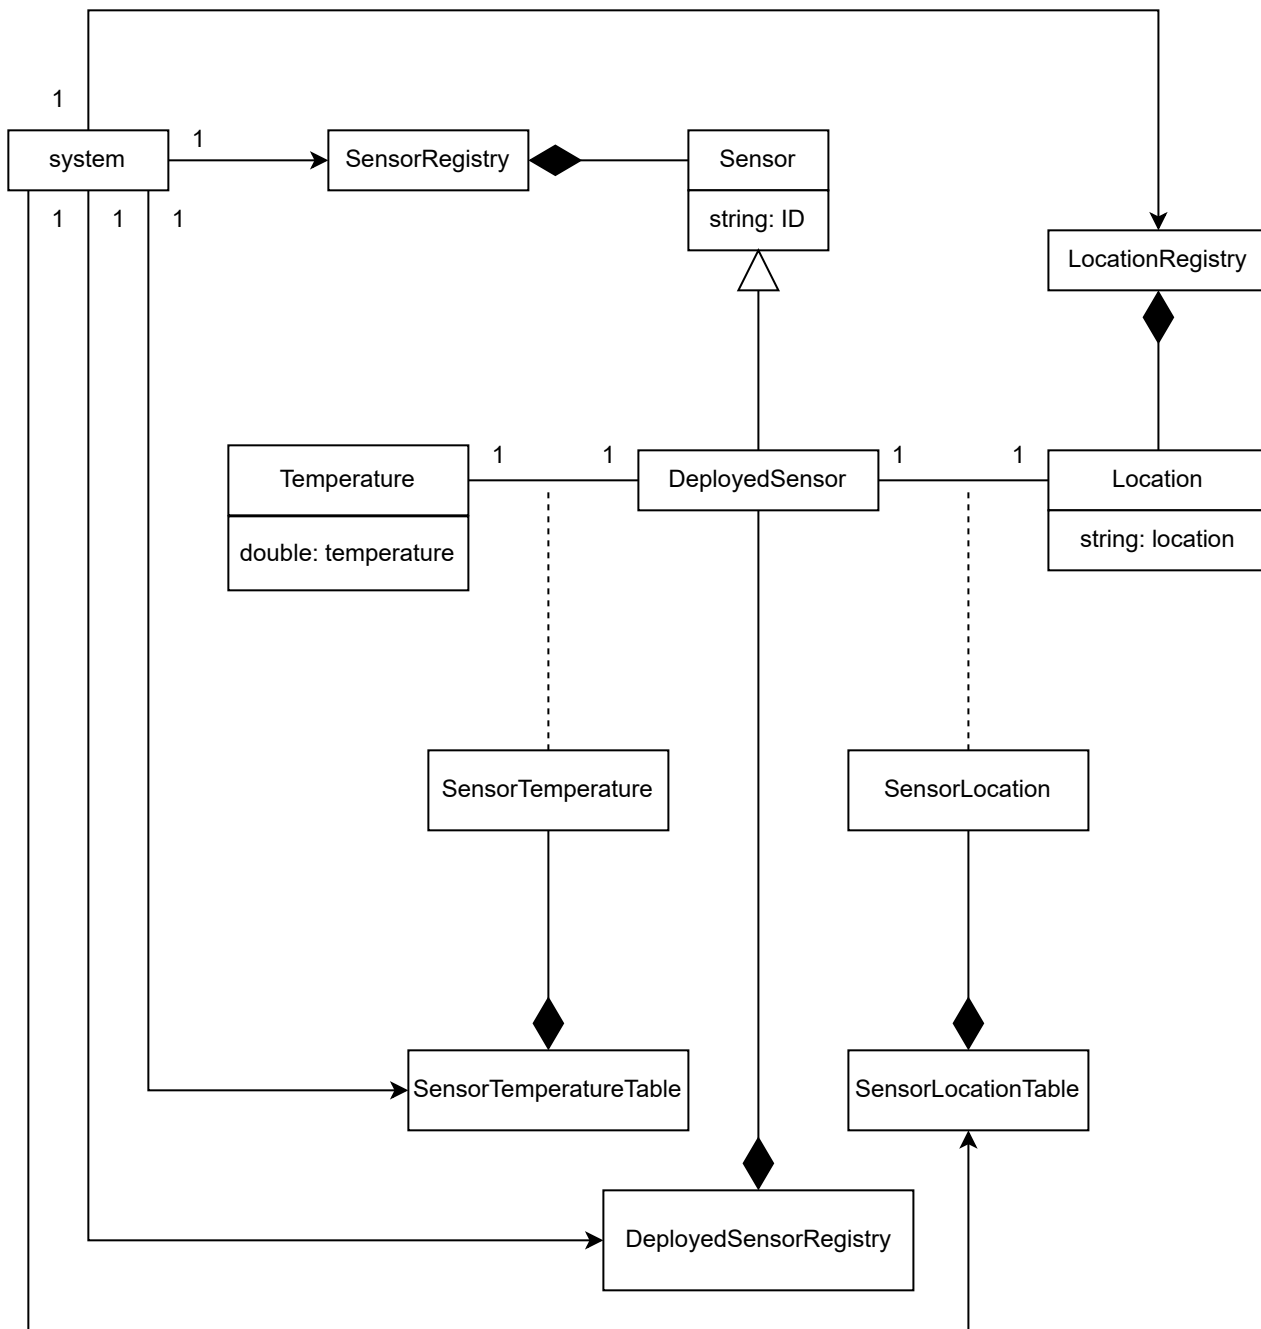 1
system
1
SensorRegistry
Sensor
string: ID
1
1
1
LocationRegistry
Temperature
double: temperature
1
1
DeployedSensor
1
1
Location
string: location
SensorTemperature
SensorLocation
SensorTemperatureTable
SensorLocationTable
DeployedSensorRegistry